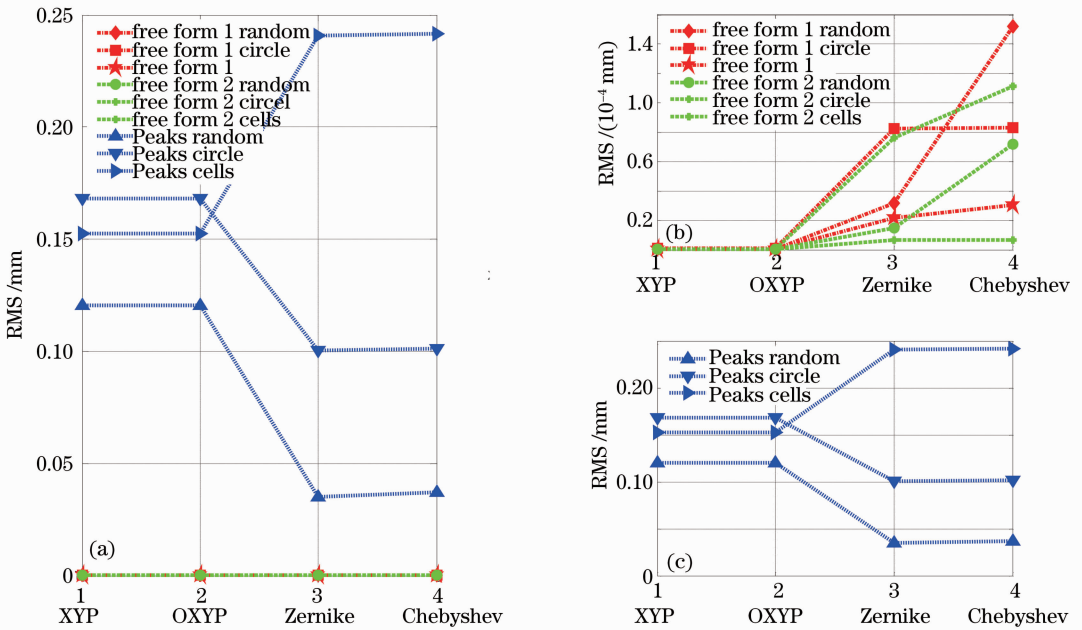 0.25
0.20
0.15
0.10
0.05
0
RMS /mm
free form 1 random
free form 1 circle
free form 1
free form 2 random
free form 2 circel
free form 2 cells
Peaks random
Peaks circle
Peaks cells
(a)
1 2 3 4
XYP OXYP Zernike Chebyshev
1.4
1.0
0.6
0.2
RMS /(10⁻⁴ mm)
free form 1 random
free form 1 circle
free form 1
free form 2 random
free form 2 circle
free form 2 cells
(b)
1 2 3 4
XYP OXYP Zernike Chebyshev
0.20
0.10
0
RMS /mm
Peaks random
Peaks circle
Peaks cells
(c)
1 2 3 4
XYP OXYP Zernike Chebyshev